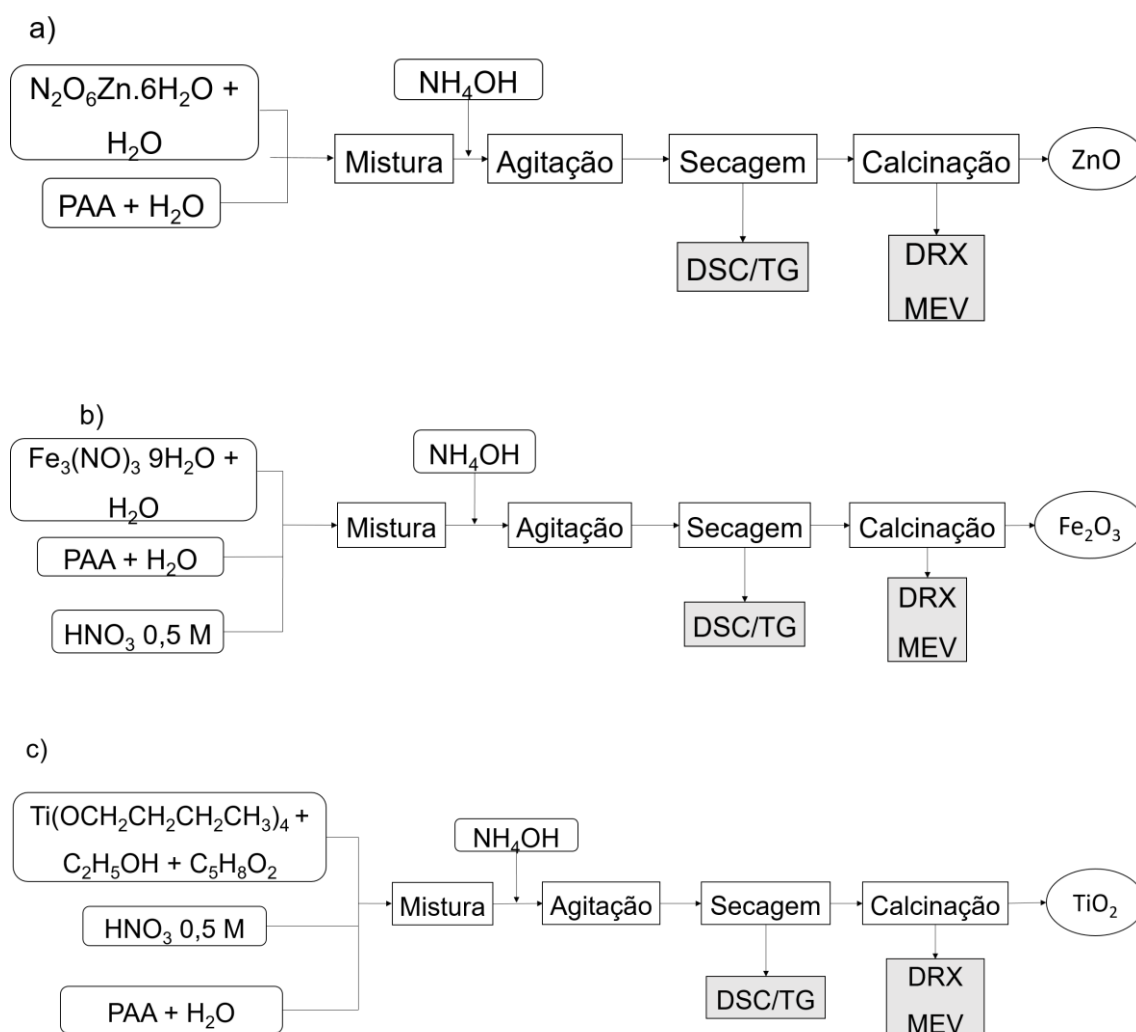 a)
N₂O₆Zn.6H₂O +
H₂O
PAA + H₂O
NH₄OH
Mistura
Agitação
Secagem
Calcinação
ZnO
DSC/TG
DRX
MEV
b)
Fe₃(NO)₃ 9H₂O +
H₂O
PAA + H₂O
HNO₃ 0,5 M
NH₄OH
Mistura
Agitação
Secagem
Calcinação
Fe₂O₃
DSC/TG
DRX
MEV
c)
Ti(OCH₂CH₂CH₂CH₃)₄ +
C₂H₅OH + C₅H₈O₂
HNO₃ 0,5 M
PAA + H₂O
NH₄OH
Mistura
Agitação
Secagem
Calcinação
TiO₂
DSC/TG
DRX
MEV